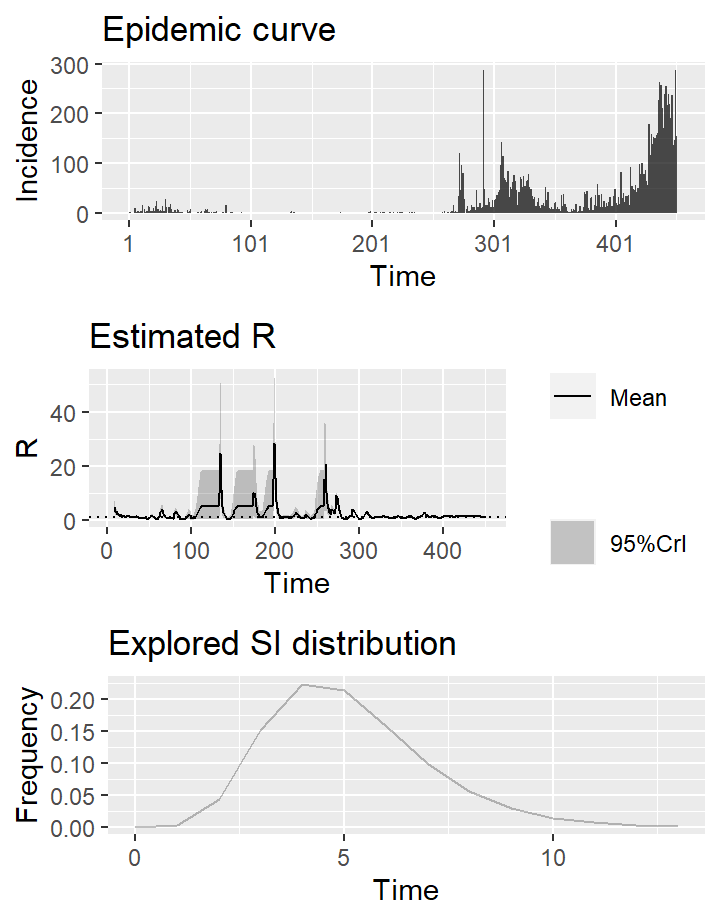 Epidemic curve
300
200
100
0
Incidence
1 101 201 301 401
Time
Estimated R
40
20
0
R
0 100 200 300 400
Time
Mean
95%CrI
Explored SI distribution
0.20
0.15
0.10
0.05
0.00
Frequency
0 5 10
Time